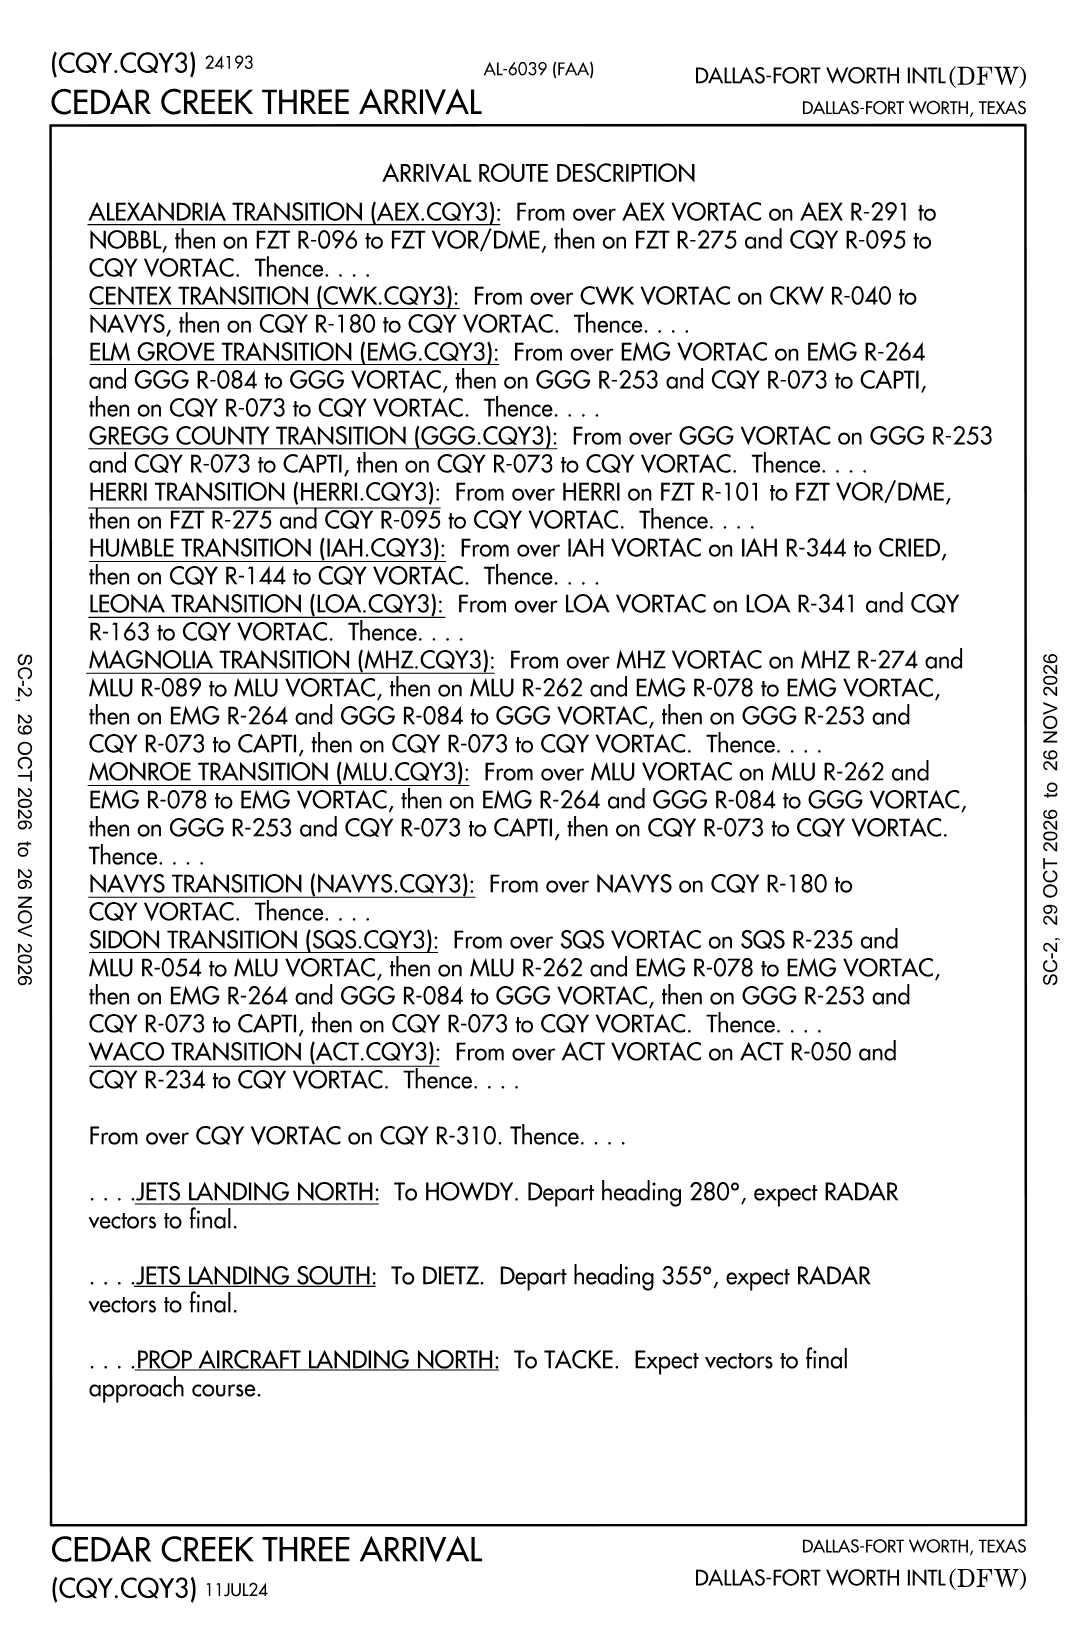 (CQY.CQY3) 24193
AL-6039 (FAA)
DALLAS-FORT WORTH INTL (DFW)
CEDAR CREEK THREE ARRIVAL
DALLAS-FORT WORTH, TEXAS
ARRIVAL ROUTE DESCRIPTION
ALEXANDRIA TRANSITION (AEX.CQY3): From over AEX VORTAC on AEX R-291 to
NOBBL, then on FZT R-096 to FZT VOR/DME, then on FZT R-275 and CQY R-095 to
CQY VORTAC. Thence. . . .
CENTEX TRANSITION (CWK.CQY3): From over CWK VORTAC on CKW R-040 to
NAVYS, then on CQY R-180 to CQY VORTAC. Thence. . . .
ELM GROVE TRANSITION (EMG.CQY3): From over EMG VORTAC on EMG R-264
and GGG R-084 to GGG VORTAC, then on GGG R-253 and CQY R-073 to CAPTI,
then on CQY R-073 to CQY VORTAC. Thence. . . .
GREGG COUNTY TRANSITION (GGG.CQY3): From over GGG VORTAC on GGG R-253
and CQY R-073 to CAPTI, then on CQY R-073 to CQY VORTAC. Thence. . . .
HERRI TRANSITION (HERRI.CQY3): From over HERRI on FZT R-101 to FZT VOR/DME,
then on FZT R-275 and CQY R-095 to CQY VORTAC. Thence. . . .
HUMBLE TRANSITION (IAH.CQY3): From over IAH VORTAC on IAH R-344 to CRIED,
then on CQY R-144 to CQY VORTAC. Thence. . . .
LEONA TRANSITION (LOA.CQY3): From over LOA VORTAC on LOA R-341 and CQY
R-163 to CQY VORTAC. Thence. . . .
MAGNOLIA TRANSITION (MHZ.CQY3): From over MHZ VORTAC on MHZ R-274 and
MLU R-089 to MLU VORTAC, then on MLU R-262 and EMG R-078 to EMG VORTAC,
then on EMG R-264 and GGG R-084 to GGG VORTAC, then on GGG R-253 and
CQY R-073 to CAPTI, then on CQY R-073 to CQY VORTAC. Thence. . . .
MONROE TRANSITION (MLU.CQY3): From over MLU VORTAC on MLU R-262 and
EMG R-078 to EMG VORTAC, then on EMG R-264 and GGG R-084 to GGG VORTAC,
then on GGG R-253 and CQY R-073 to CAPTI, then on CQY R-073 to CQY VORTAC.
Thence. . . .
NAVYS TRANSITION (NAVYS.CQY3): From over NAVYS on CQY R-180 to
CQY VORTAC. Thence. . . .
SIDON TRANSITION (SQS.CQY3): From over SQS VORTAC on SQS R-235 and
MLU R-054 to MLU VORTAC, then on MLU R-262 and EMG R-078 to EMG VORTAC,
then on EMG R-264 and GGG R-084 to GGG VORTAC, then on GGG R-253 and
CQY R-073 to CAPTI, then on CQY R-073 to CQY VORTAC. Thence. . . .
WACO TRANSITION (ACT.CQY3): From over ACT VORTAC on ACT R-050 and
CQY R-234 to CQY VORTAC. Thence. . . .
From over CQY VORTAC on CQY R-310. Thence. . . .
. . . .JETS LANDING NORTH: To HOWDY. Depart heading 280°, expect RADAR
vectors to final.
. . . .JETS LANDING SOUTH: To DIETZ. Depart heading 355°, expect RADAR
vectors to final.
. . . .PROP AIRCRAFT LANDING NORTH: To TACKE. Expect vectors to final
approach course.
SC-2, 29 OCT 2026 to 26 NOV 2026
SC-2, 29 OCT 2026 to 26 NOV 2026
CEDAR CREEK THREE ARRIVAL
DALLAS-FORT WORTH, TEXAS
(CQY.CQY3) 11JUL24
DALLAS-FORT WORTH INTL (DFW)